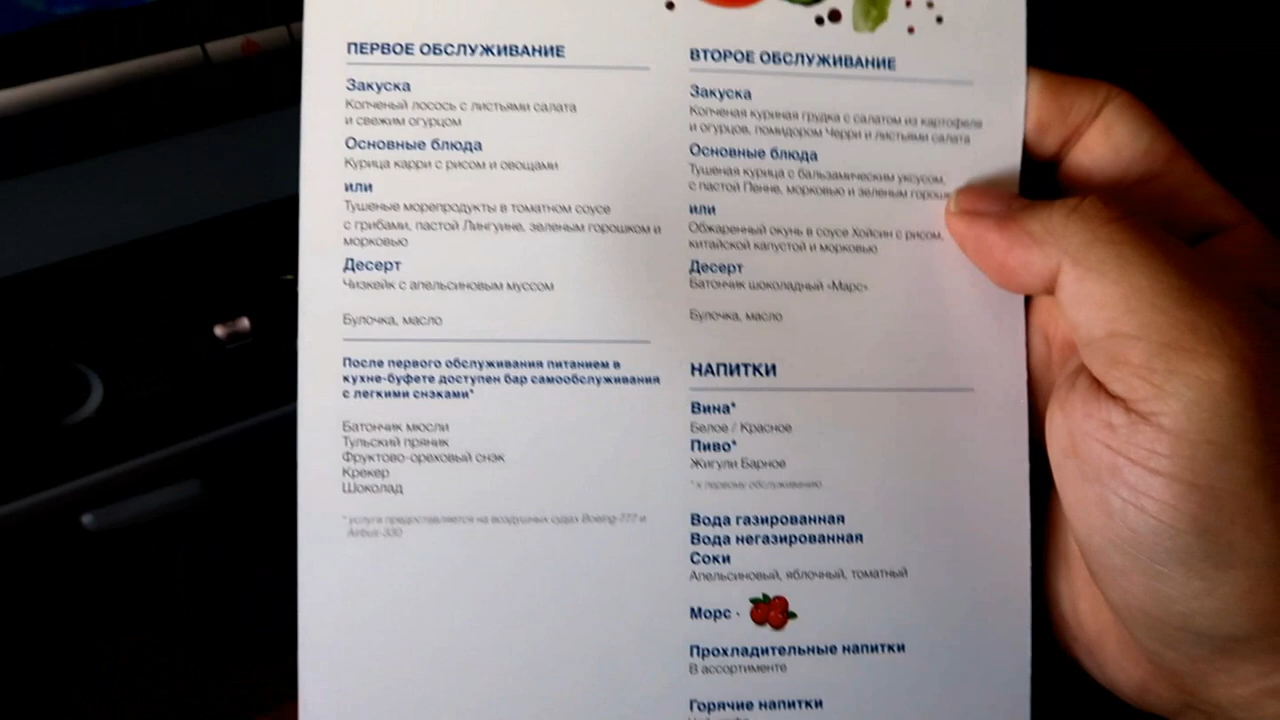 ПЕРВОЕ ОБСЛУЖИВАНИЕ
Закуска
Копченый лосось с листьями салата
и свежим огурцом
Основные блюда
Курица карри с рисом и овощами
или
Тушеные морепродукты в томатном соусе
с грибами, пастой Лингуине, зеленым горошком и
морковью
Десерт
Чизкейк с апельсиновым муссом
Булочка, масло
После первого обслуживания питанием в
кухне-буфете доступен бар самообслуживания
с легкими снэками*
Батончик мюсли
Тульский пряник
Фруктово-ореховый снэк
Крекер
Шоколад
* услуга предоставляется на воздушных судах Boeing-777 и
Airbus-330
ВТОРОЕ ОБСЛУЖИВАНИЕ
Закуска
Копченая куриная грудка с салатом из картофеля
и огурцов, помидором Черри и листьями салата
Основные блюда
Тушеная курица с бальзамическим уксусом,
с пастой Пенне, морковью и зеленым
или
Обжаренный окунь в соусе Хойсин с рисом,
китайской капустой и морковью
Десерт
Батончик шоколадный «Марс»
Булочка, масло
НАПИТКИ
Вина*
Белое / Красное
Пиво*
Жигули Барное
* к первому обслуживанию
Вода газированная
Вода негазированная
Соки
Апельсиновый, яблочный, томатный
Морс ·
Прохладительные напитки
В ассортименте
Горячие напитки